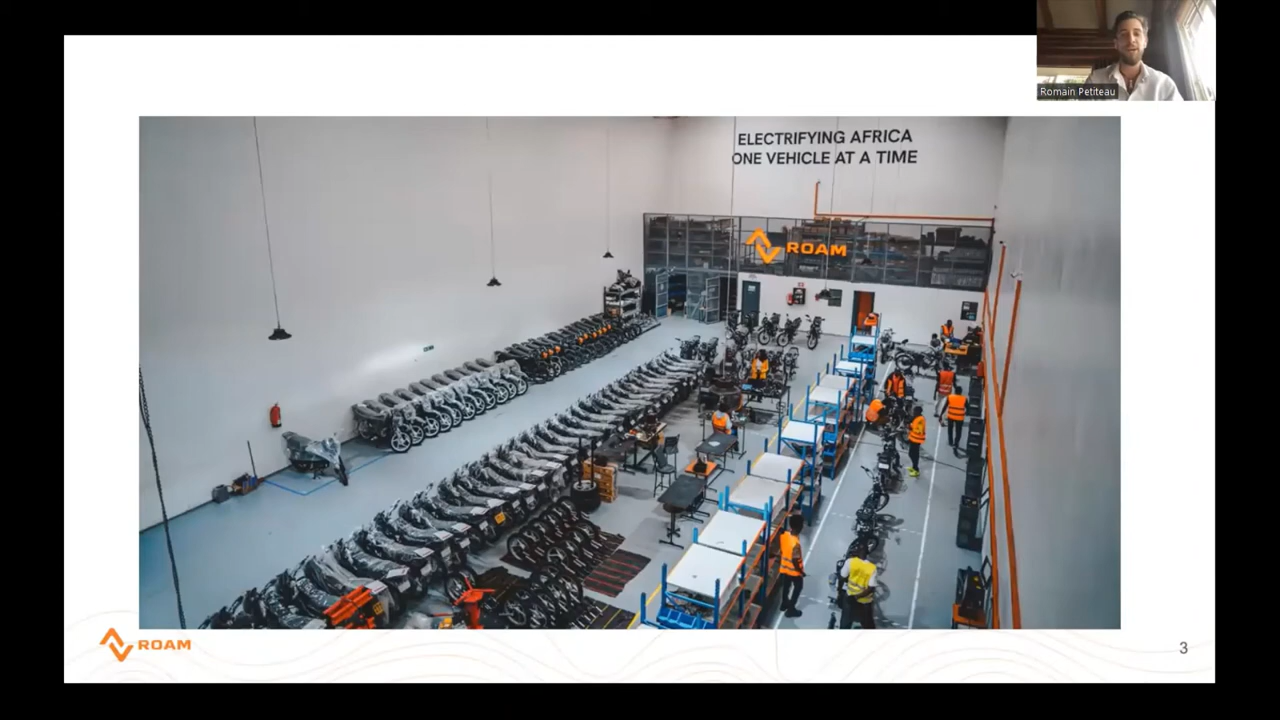 Romain Petiteau
ELECTRIFYING AFRICA
ONE VEHICLE AT A TIME
ROAM
ROAM
3